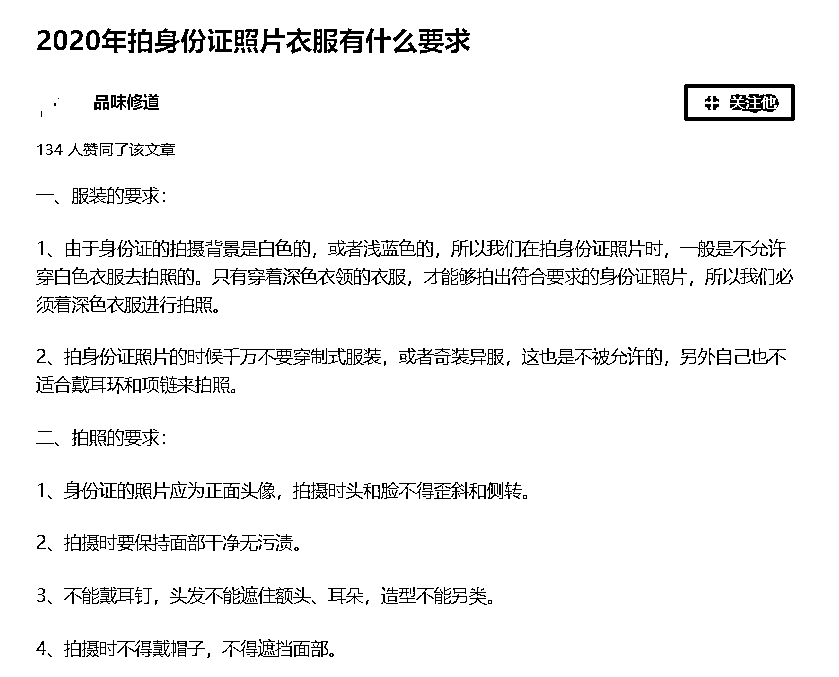 2020年拍身份证照片衣服有什么要求
品味修道
+ 关注他
134 人赞同了该文章
一、服装的要求：
1、由于身份证的拍摄背景是白色的，或者浅蓝色的，所以我们在拍身份证照片时，一般是不允许
穿白色衣服去拍照的。只有穿着深色衣领的衣服，才能够拍出符合要求的身份证照片，所以我们必
须着深色衣服进行拍照。
2、拍身份证照片的时候千万不要穿制式服装，或者奇装异服，这也是不被允许的，另外自己也不
适合戴耳环和项链来拍照。
二、拍照的要求：
1、身份证的照片应为正面头像，拍摄时头和脸不得歪斜和侧转。
2、拍摄时要保持面部干净无污渍。
3、不能戴耳钉，头发不能遮住额头、耳朵，造型不能另类。
4、拍摄时不得戴帽子，不得遮挡面部。